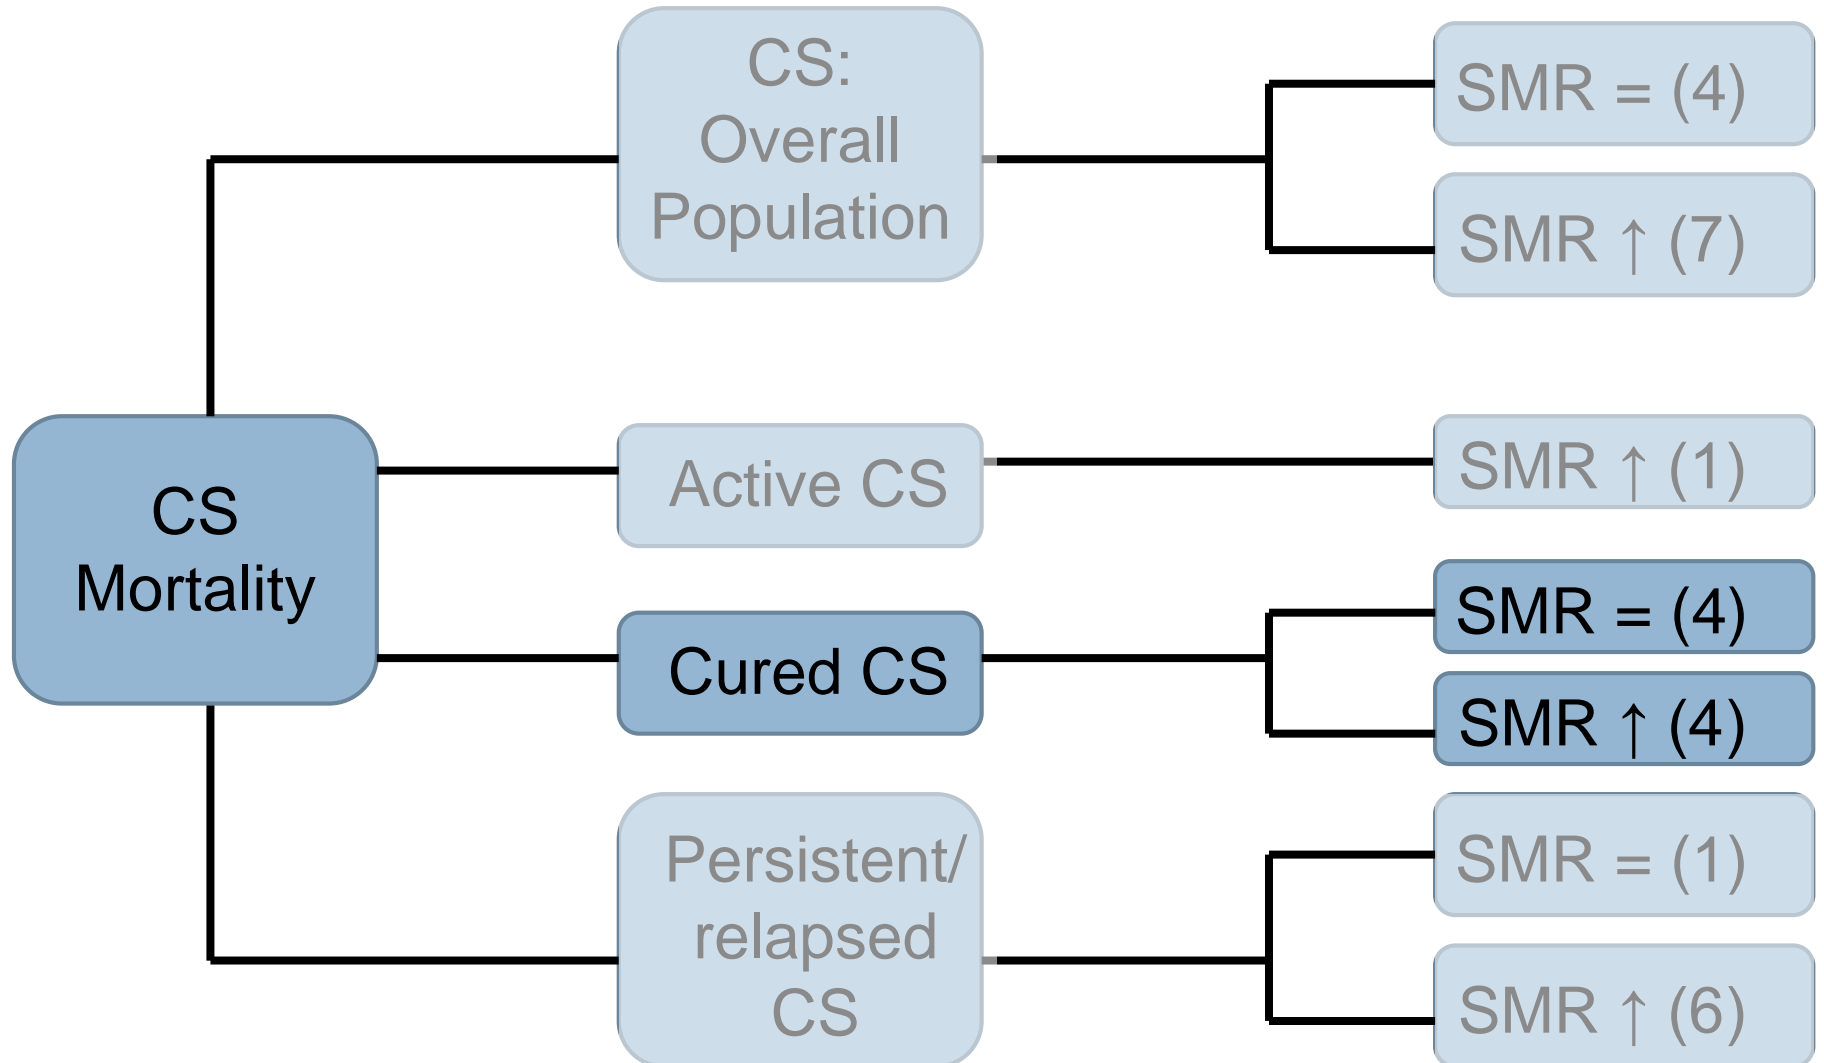 CS:
Overall
Population
SMR = (4)
SMR ↑ (7)
CS
Mortality
Active CS
SMR ↑ (1)
Cured CS
SMR = (4)
SMR ↑ (4)
Persistent/
relapsed
CS
SMR = (1)
SMR ↑ (6)